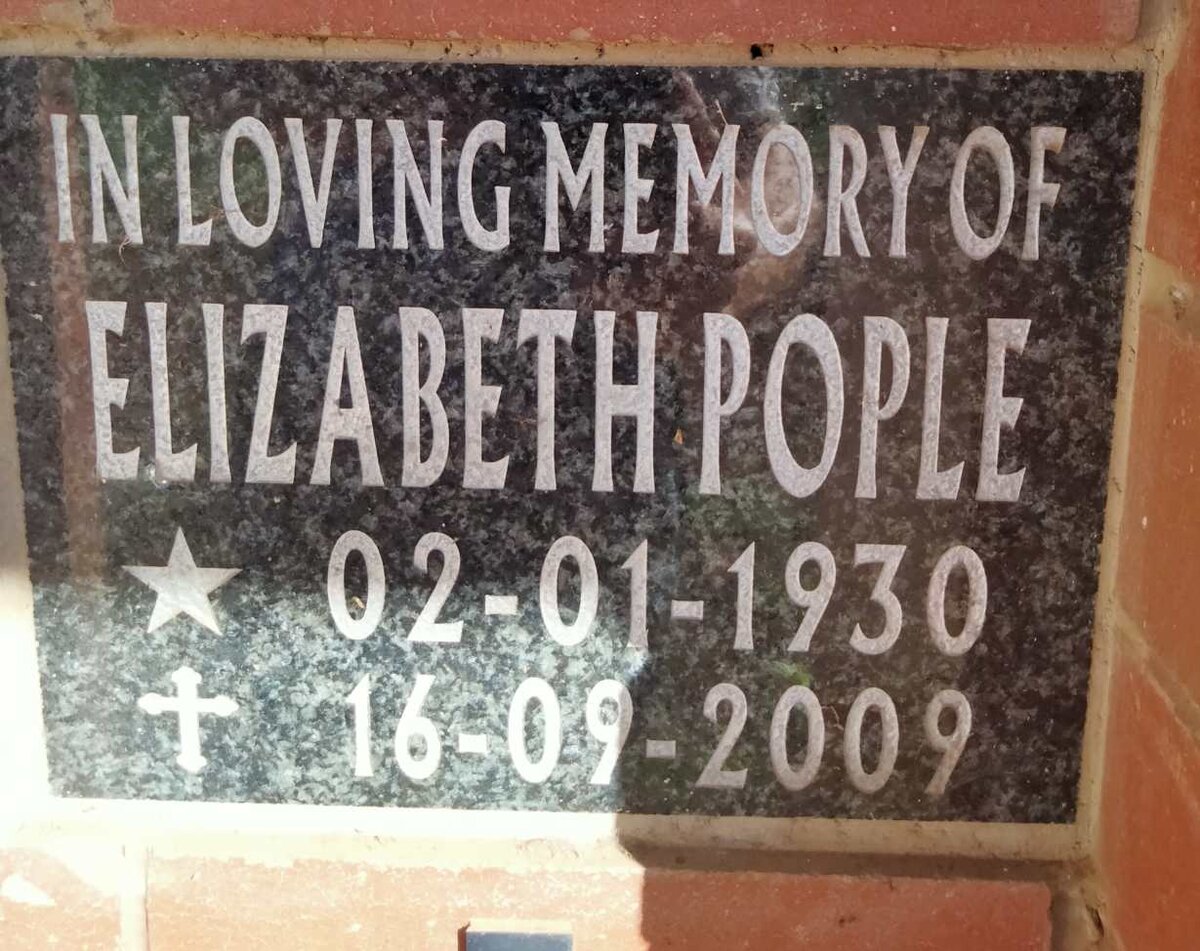 IN LOVING MEMORY OF
ELIZABETH POPLE
02-01-1930
16-09-2009